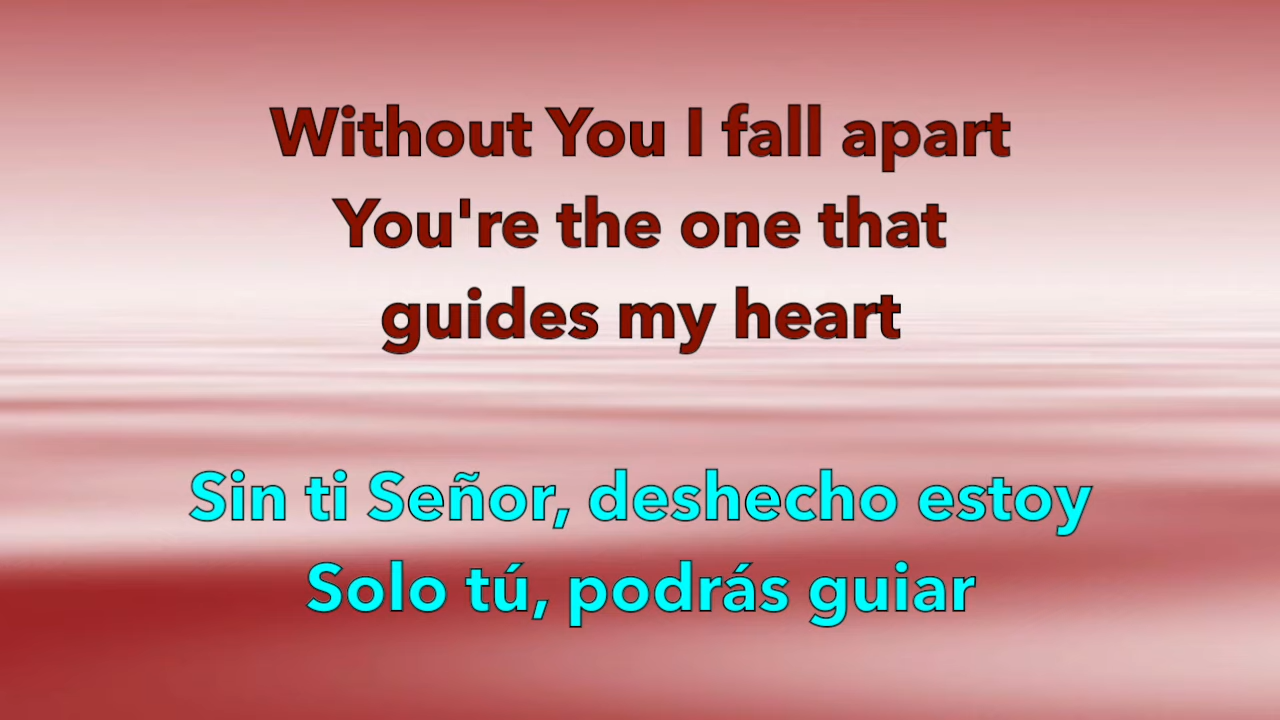 Without You I fall apart
You're the one that
guides my heart
Sin ti Señor, deshecho estoy
Solo tú, podrás guiar